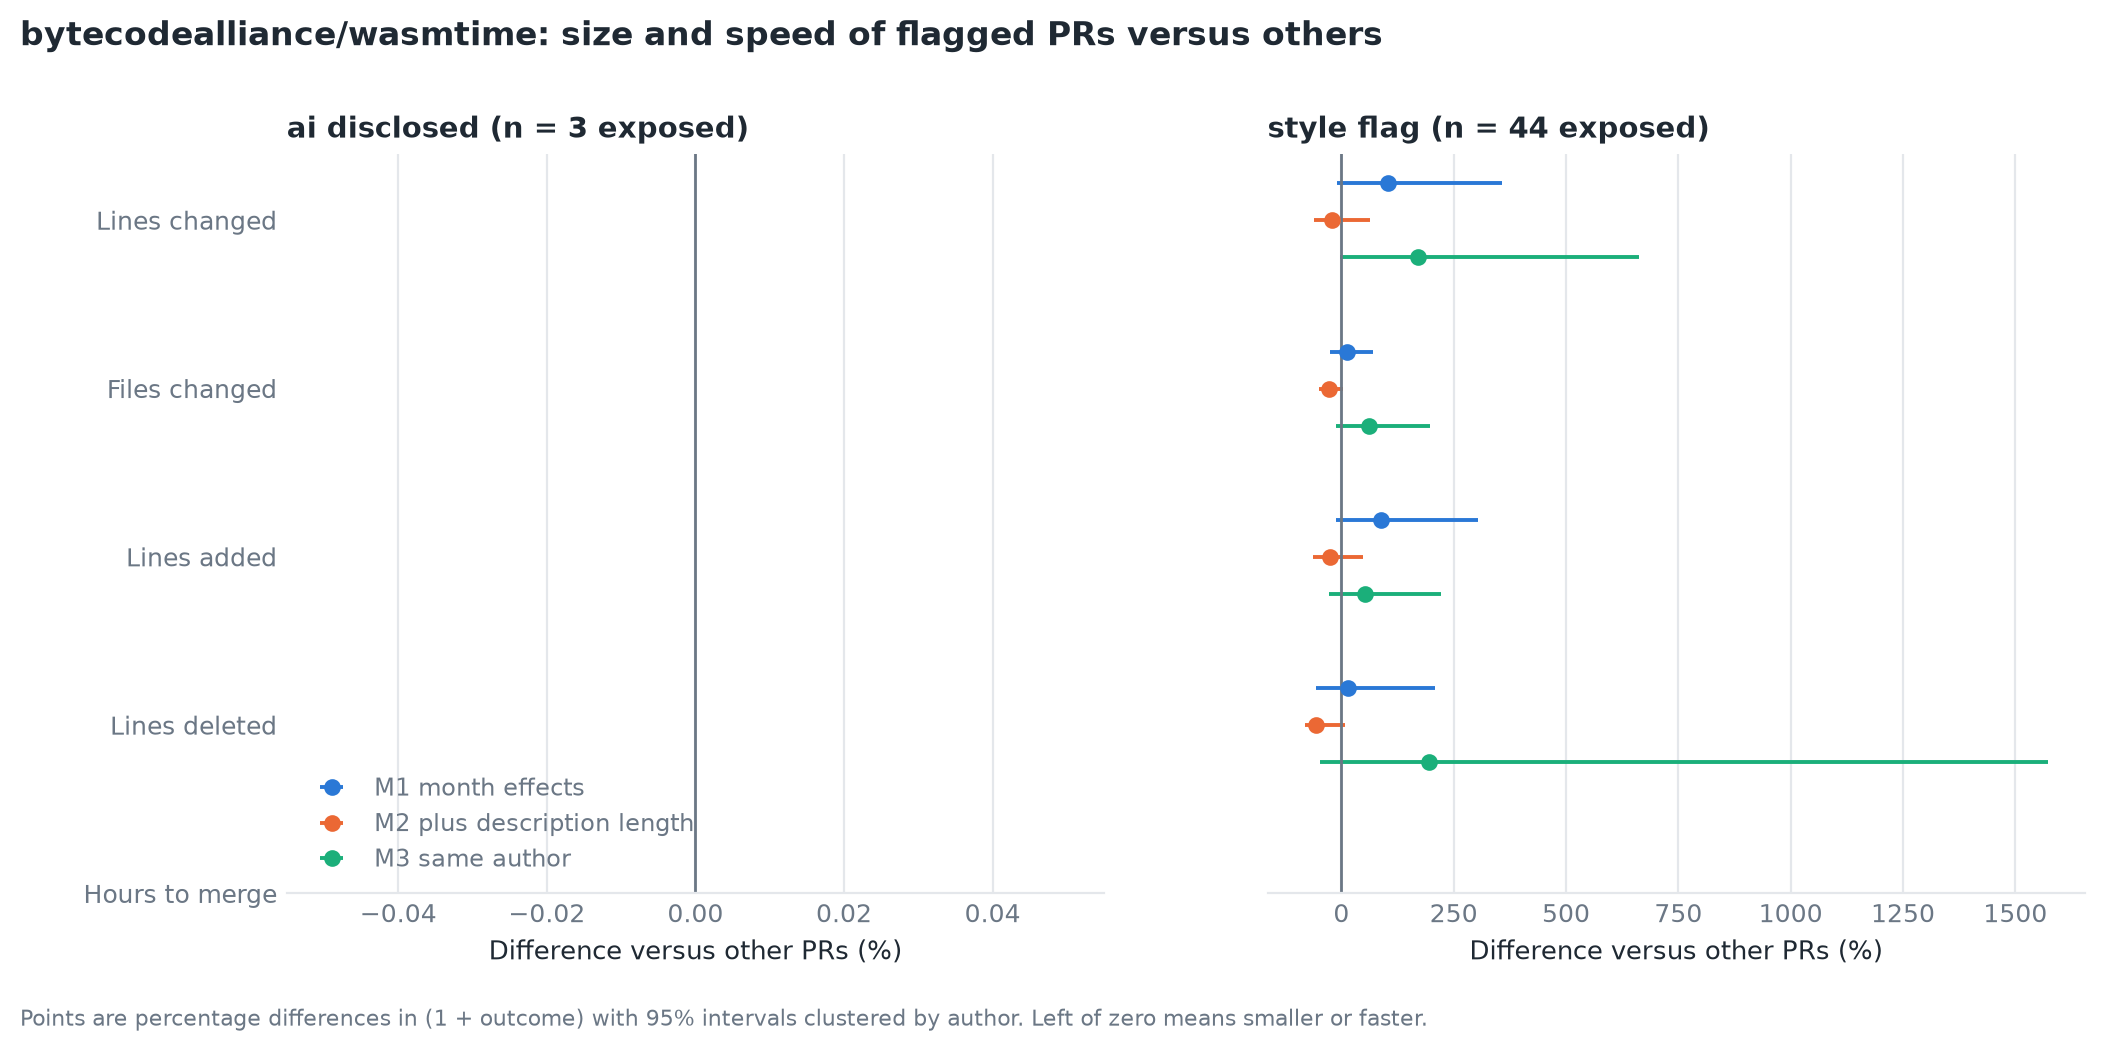 bytecodealliance/wasmtime: size and speed of flagged PRs versus others
ai disclosed (n = 3 exposed)
style flag (n = 44 exposed)
Lines changed
Files changed
Lines added
Lines deleted
Hours to merge
M1 month effects
M2 plus description length
M3 same author
−0.04 −0.02 0.00 0.02 0.04
0 250 500 750 1000 1250 1500
Difference versus other PRs (%)
Difference versus other PRs (%)
Points are percentage differences in (1 + outcome) with 95% intervals clustered by author. Left of zero means smaller or faster.